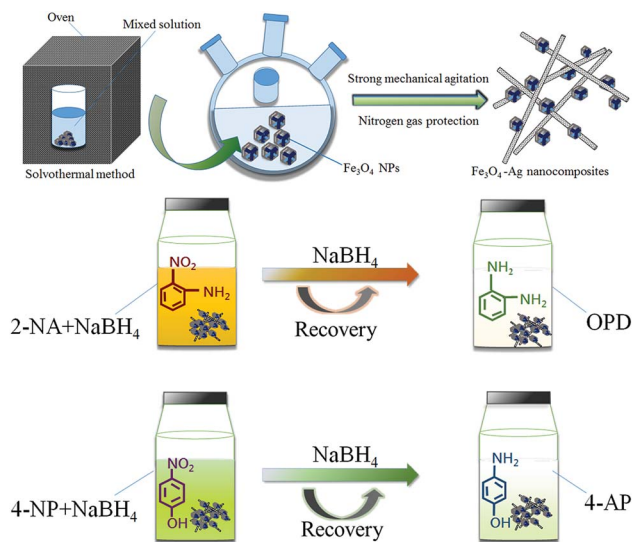 Oven
Mixed solution
Solvothermal method
Fe₃O₄ NPs
Strong mechanical agitation
Nitrogen gas protection
Fe₃O₄-Ag nanocomposites
NO₂
NH₂
2-NA+NaBH₄
NaBH₄
Recovery
NH₂
NH₂
OPD
NO₂
OH
4-NP+NaBH₄
NaBH₄
Recovery
NH₂
OH
4-AP